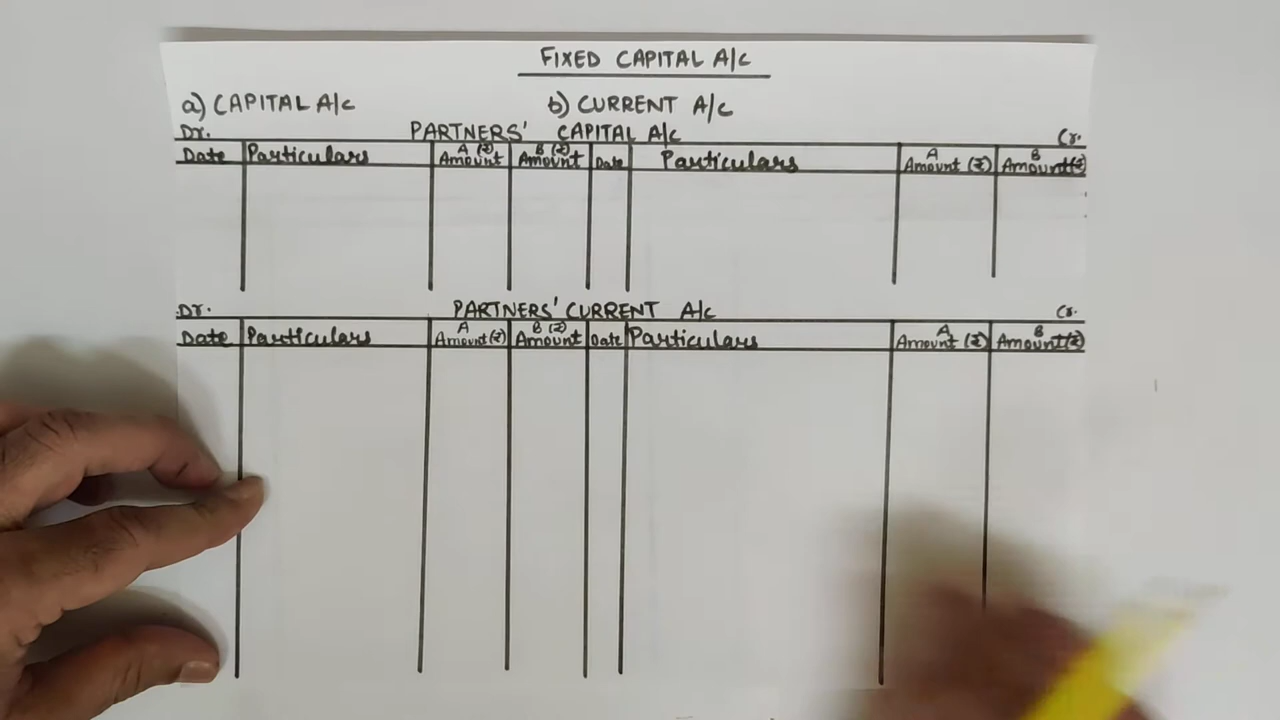 FIXED CAPITAL A/c
a) CAPITAL A/c b) CURRENT A/c
Dr. PARTNERS' CAPITAL A/c Cr.
Date Particulars A (₹) Amount B (₹) Amount Date Particulars A Amount (₹) B Amount (₹)
Dr. PARTNERS' CURRENT A/c Cr.
Date Particulars A Amount (₹) B (₹) Amount Date Particulars A Amount (₹) B Amount (₹)